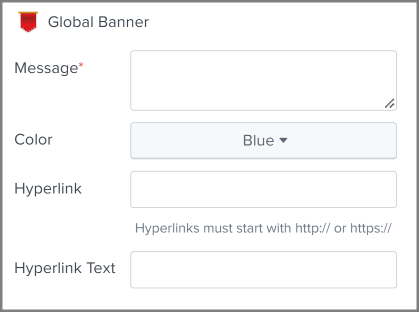 Global Banner
Message*
Color
Blue
Hyperlink
Hyperlinks must start with http:// or https://
Hyperlink Text